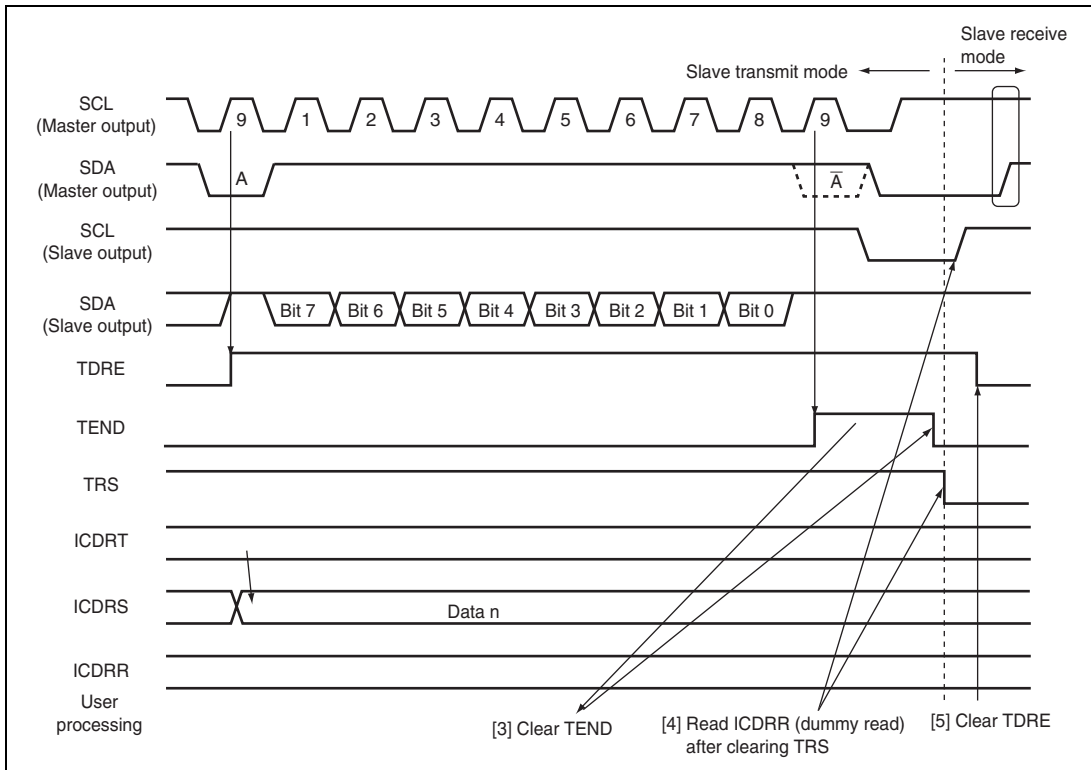 Slave receive
mode
Slave transmit mode
SCL
(Master output)
9 1 2 3 4 5 6 7 8 9
SDA
(Master output)
A A̅
SCL
(Slave output)
SDA
(Slave output)
Bit 7 Bit 6 Bit 5 Bit 4 Bit 3 Bit 2 Bit 1 Bit 0
TDRE
TEND
TRS
ICDRT
ICDRS
Data n
ICDRR
User
processing
[3] Clear TEND
[4] Read ICDRR (dummy read)
after clearing TRS
[5] Clear TDRE